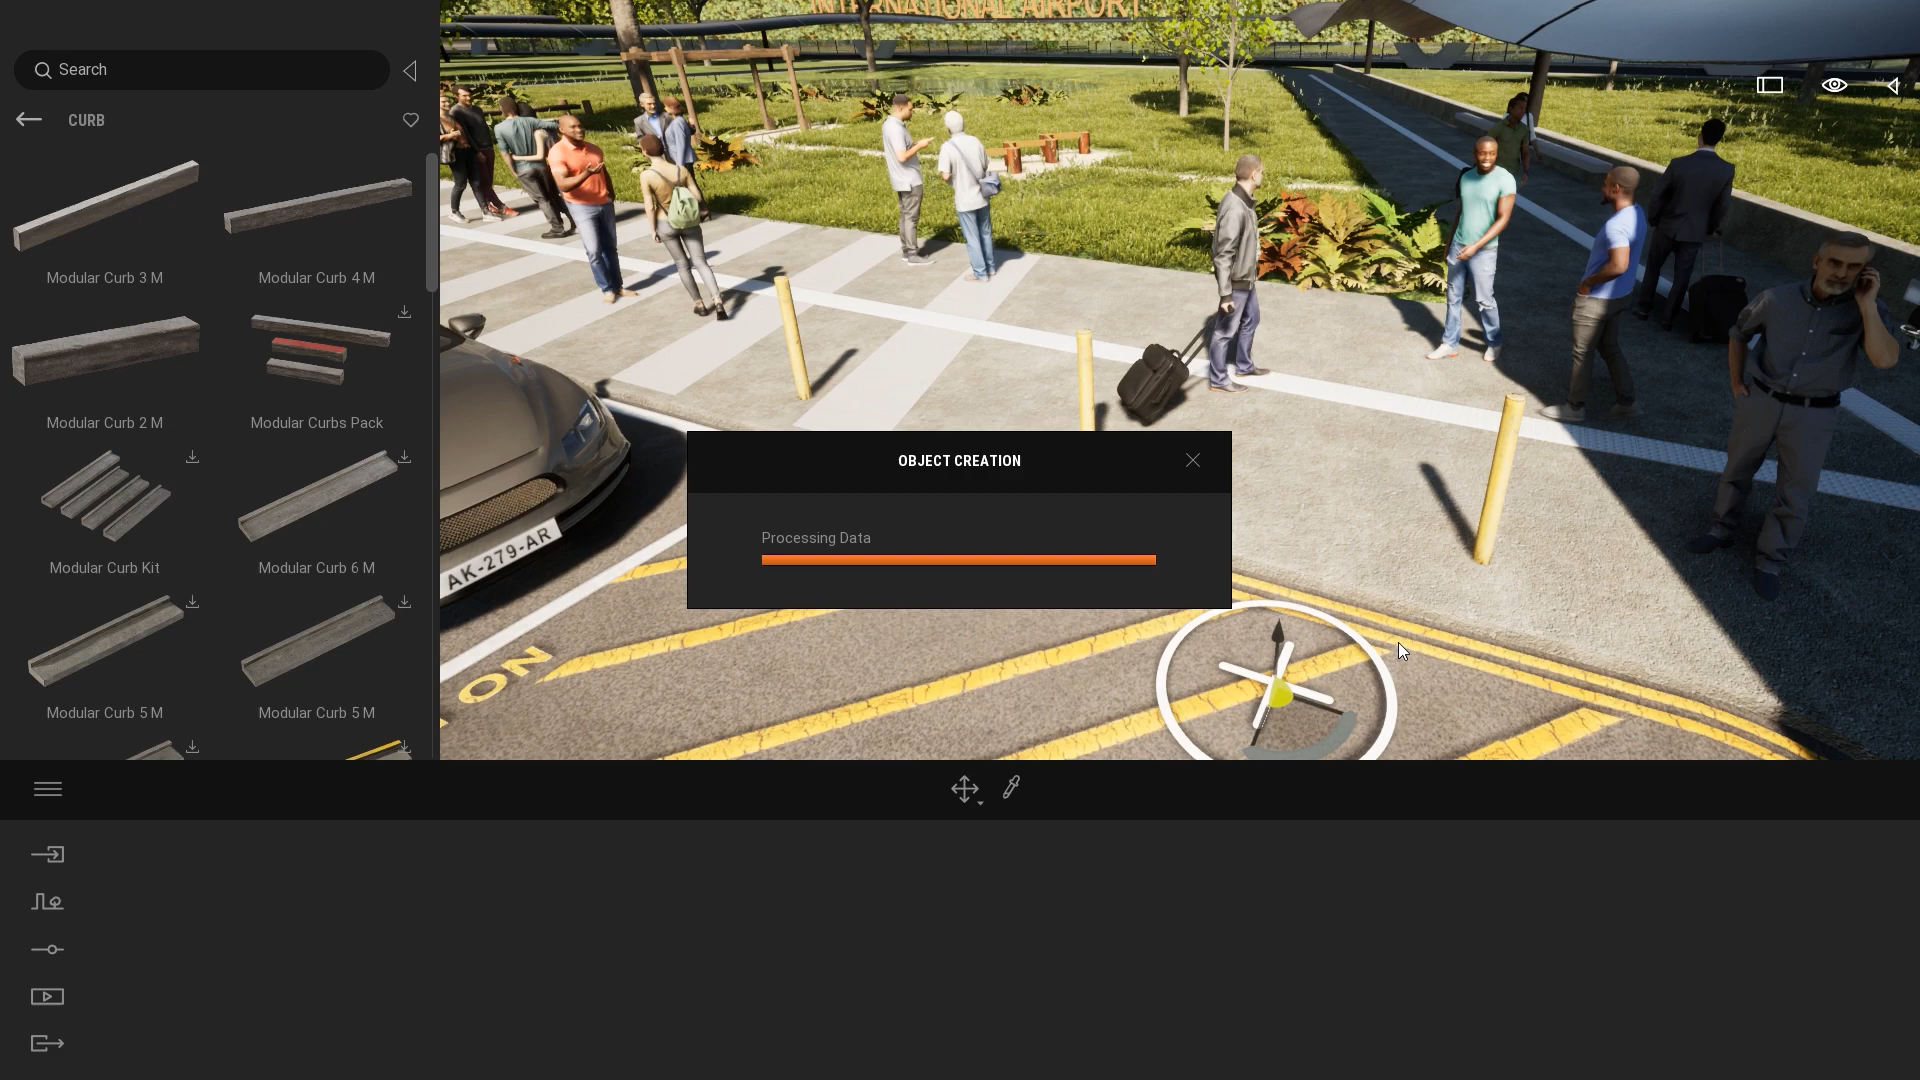 INTERNATIONAL AIRPORT
Search
CURB
Modular Curb 3 M
Modular Curb 4 M
Modular Curb 2 M
Modular Curbs Pack
Modular Curb Kit
Modular Curb 6 M
Modular Curb 5 M
Modular Curb 5 M
OBJECT CREATION
Processing Data
AK-279-AR
ON